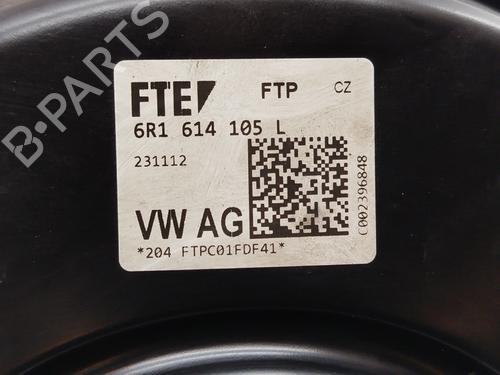 FTE FTP CZ
6R1 614 105 L
231112
VW AG
*204 FTPC01FDF41*
C002396848
B-PARTS